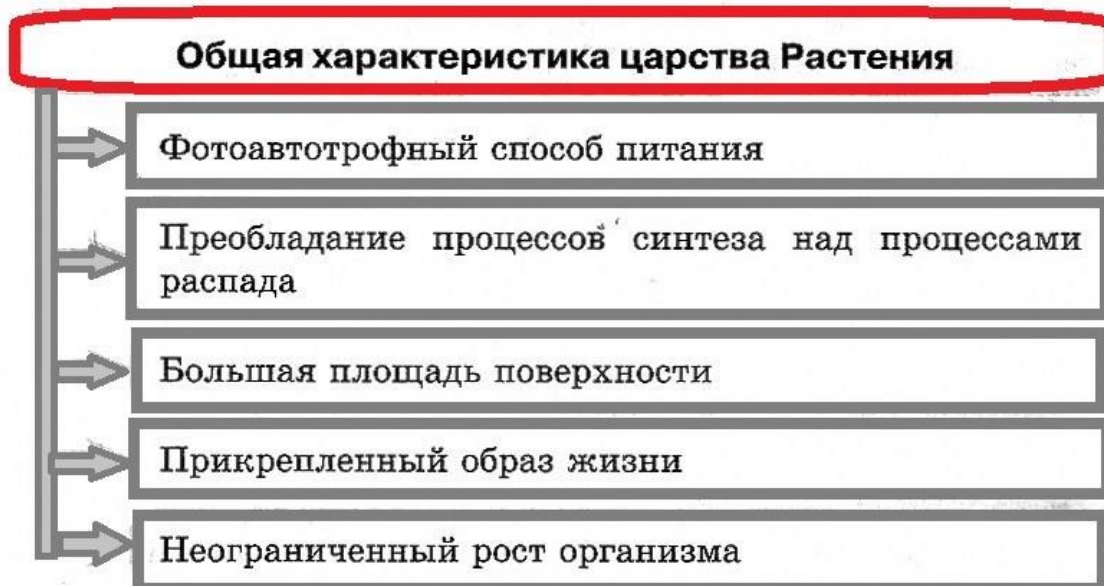 Общая характеристика царства Растения
Фотоавтотрофный способ питания
Преобладание процессов синтеза над процессами
распада
Большая площадь поверхности
Прикрепленный образ жизни
Неограниченный рост организма